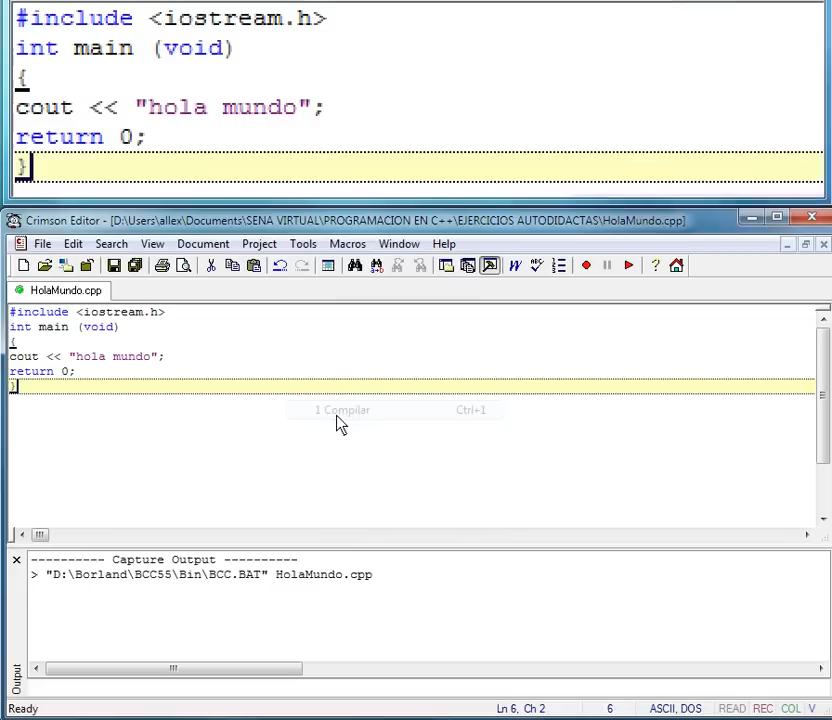 #include <iostream.h>
int main (void)
{
cout << "hola mundo";
return 0;
}
Crimson Editor - [D:\Users\allex\Documents\SENA VIRTUAL\PROGRAMACION EN C++\EJERCICIOS AUTODIDACTAS\HolaMundo.cpp]
File Edit Search View Document Project Tools Macros Window Help
HolaMundo.cpp
#include <iostream.h>
int main (void)
{
cout << "hola mundo";
return 0;
}
1 Compilar Ctrl+1
---------- Capture Output ----------
> "D:\Borland\BCC55\Bin\BCC.BAT" HolaMundo.cpp
Output
Ready Ln 6, Ch 2 6 ASCII, DOS READ REC COL V